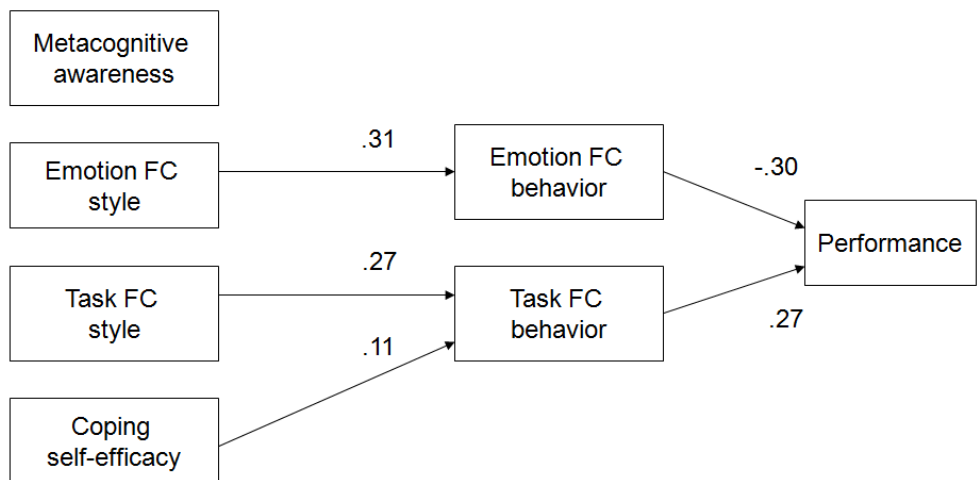 Metacognitive
awareness
Emotion FC
style
.31
Emotion FC
behavior
-.30
Performance
Task FC
style
.27
Task FC
behavior
.27
.11
Coping
self-efficacy